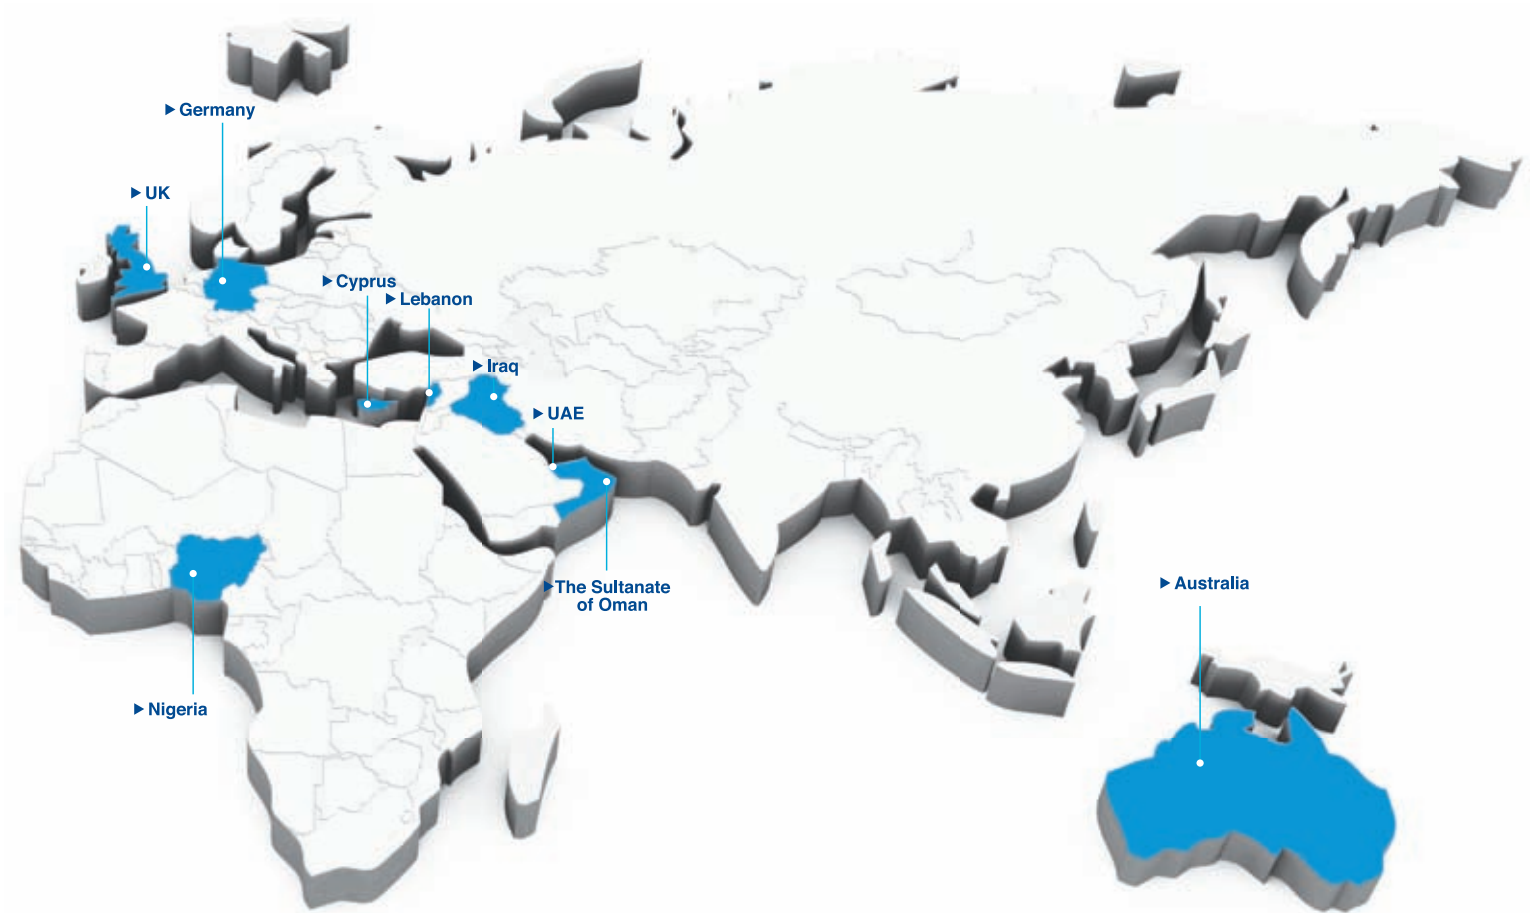 ▶ Germany
▶ UK
▶ Cyprus
▶ Lebanon
▶ Iraq
▶ UAE
▶ The Sultanate
of Oman
▶ Australia
▶ Nigeria